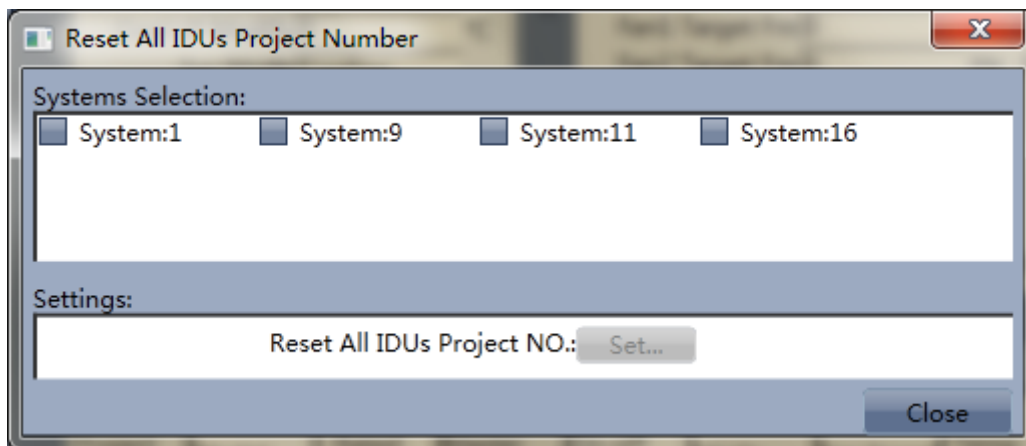 Reset All IDUs Project Number
Systems Selection:
System:1 System:9 System:11 System:16
Settings:
Reset All IDUs Project NO.: Set...
Close